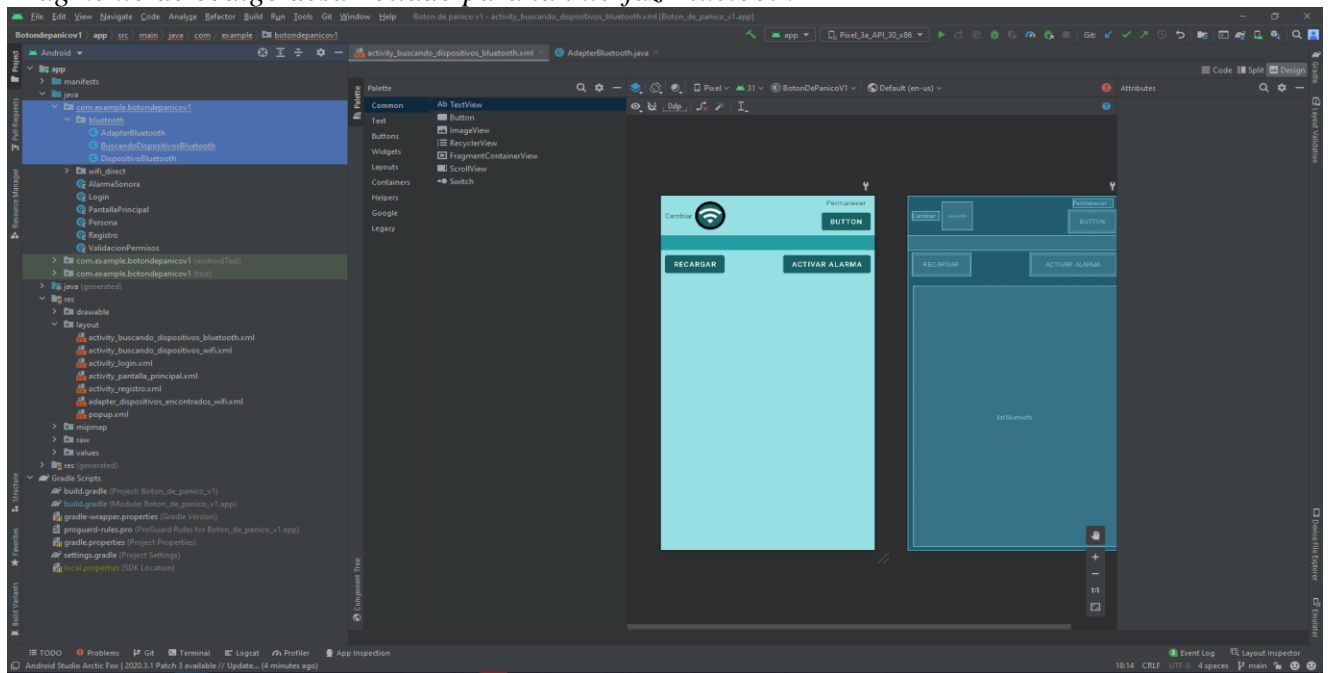 File Edit View Navigate Code Analyze Refactor Build Run Tools Git Window Help Boton de panico v1 - activity_buscando_dispositivos_bluetooth.xml [Boton_de_panico_v1.app]
Botondepanicov1 app src main java com example botondepanicov1
app Pixel_3a_API_30_x86 Git:
Android
activity_buscando_dispositivos_bluetooth.xml AdapterBluetooth.java
Code Split Design
Project
Pull Requests
Resource Manager
Structure
Favorites
Build Variants
app
manifests
java
com.example.botondepanicov1
bluetooth
AdapterBluetooth
BuscandoDispositivosBluetooth
DispositivoBluetooth
wifi_direct
AlarmaSonora
Login
PantallaPrincipal
Persona
Registro
ValidacionPermisos
com.example.botondepanicov1 (androidTest)
com.example.botondepanicov1 (test)
java (generated)
res
drawable
layout
activity_buscando_dispositivos_bluetooth.xml
activity_buscando_dispositivos_wifi.xml
activity_login.xml
activity_pantalla_principal.xml
activity_registro.xml
adapter_dispositivos_encontrados_wifi.xml
popup.xml
mipmap
raw
values
res (generated)
Gradle Scripts
build.gradle (Project: Boton_de_panico_v1)
build.gradle (Module: Boton_de_panico_v1.app)
gradle-wrapper.properties (Gradle Version)
proguard-rules.pro (ProGuard Rules for Boton_de_panico_v1.app)
gradle.properties (Project Properties)
settings.gradle (Project Settings)
local.properties (SDK Location)
Palette
Palette
Common
Text
Buttons
Widgets
Layouts
Containers
Helpers
Google
Legacy
Ab TextView
Button
ImageView
RecyclerView
FragmentContainerView
ScrollView
Switch
Component Tree
Pixel 31 BotonDePanicoV1 Default (en-us)
0dp
Attributes
Cambiar
Permanecer
BUTTON
RECARGAR ACTIVAR ALARMA
Cambiar
Permanecer
BUTTON
RECARGAR ACTIVAR ALARMA
listBluetooth
1:1
Gradle
Layout Validation
Device File Explorer
Emulator
TODO Problems Git Terminal Logcat Profiler App Inspection Event Log Layout Inspector
Android Studio Arctic Fox | 2020.3.1 Patch 3 available // Update... (4 minutes ago) 18:14 CRLF UTF-8 4 spaces main